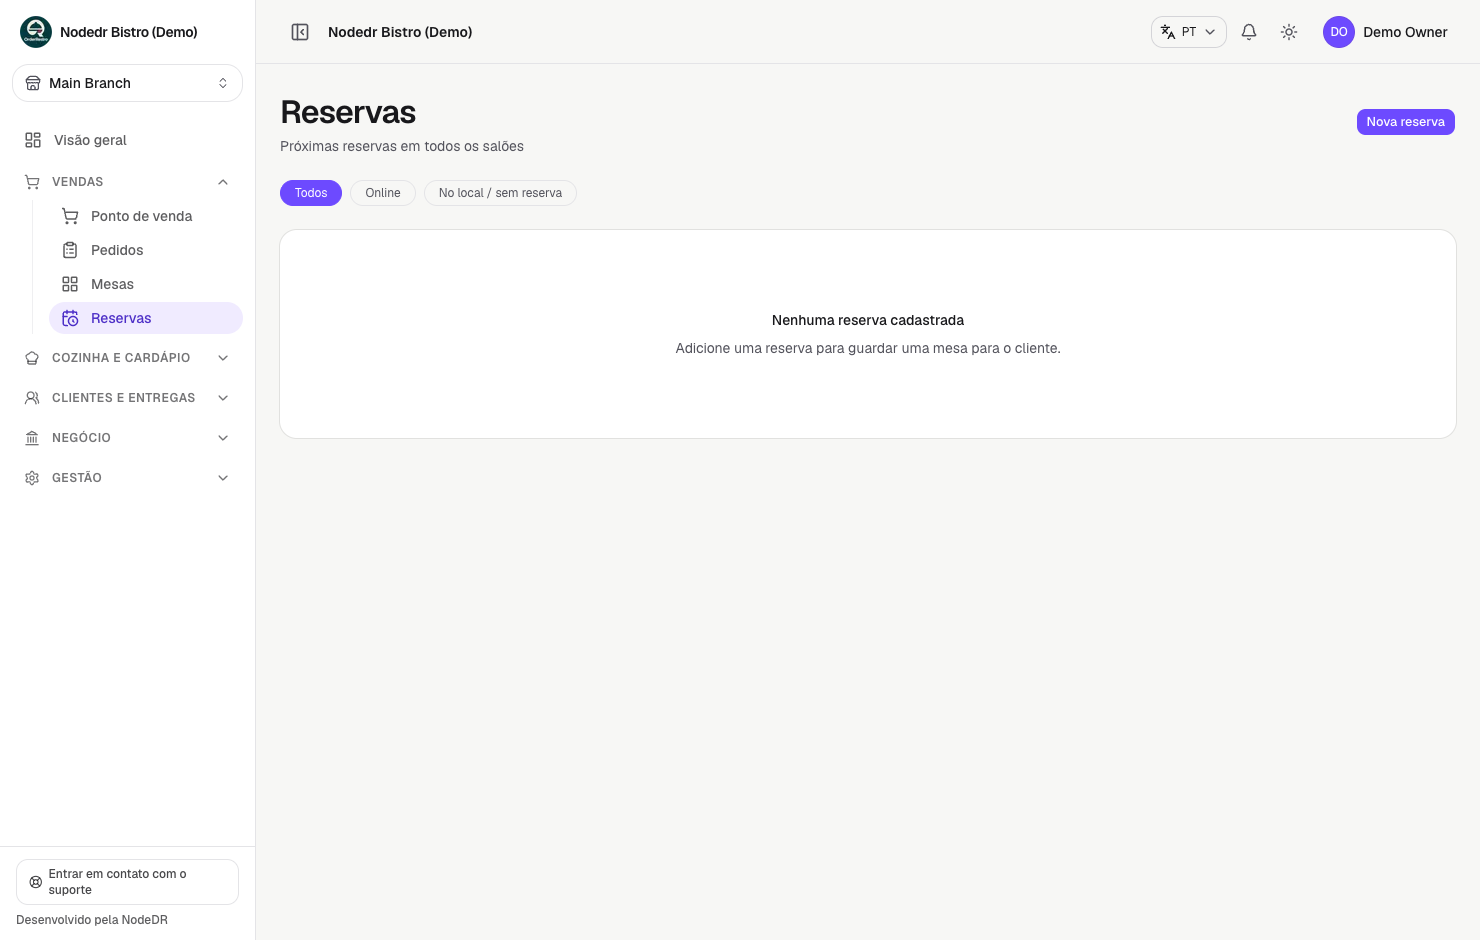 Nodedr Bistro (Demo)
Main Branch
Visão geral
VENDAS
Ponto de venda
Pedidos
Mesas
Reservas
COZINHA E CARDÁPIO
CLIENTES E ENTREGAS
NEGÓCIO
GESTÃO
Entrar em contato com o
suporte
Desenvolvido pela NodeDR
Nodedr Bistro (Demo)
PT
DO
Demo Owner
Reservas
Próximas reservas em todos os salões
Nova reserva
Todos
Online
No local / sem reserva
Nenhuma reserva cadastrada
Adicione uma reserva para guardar uma mesa para o cliente.